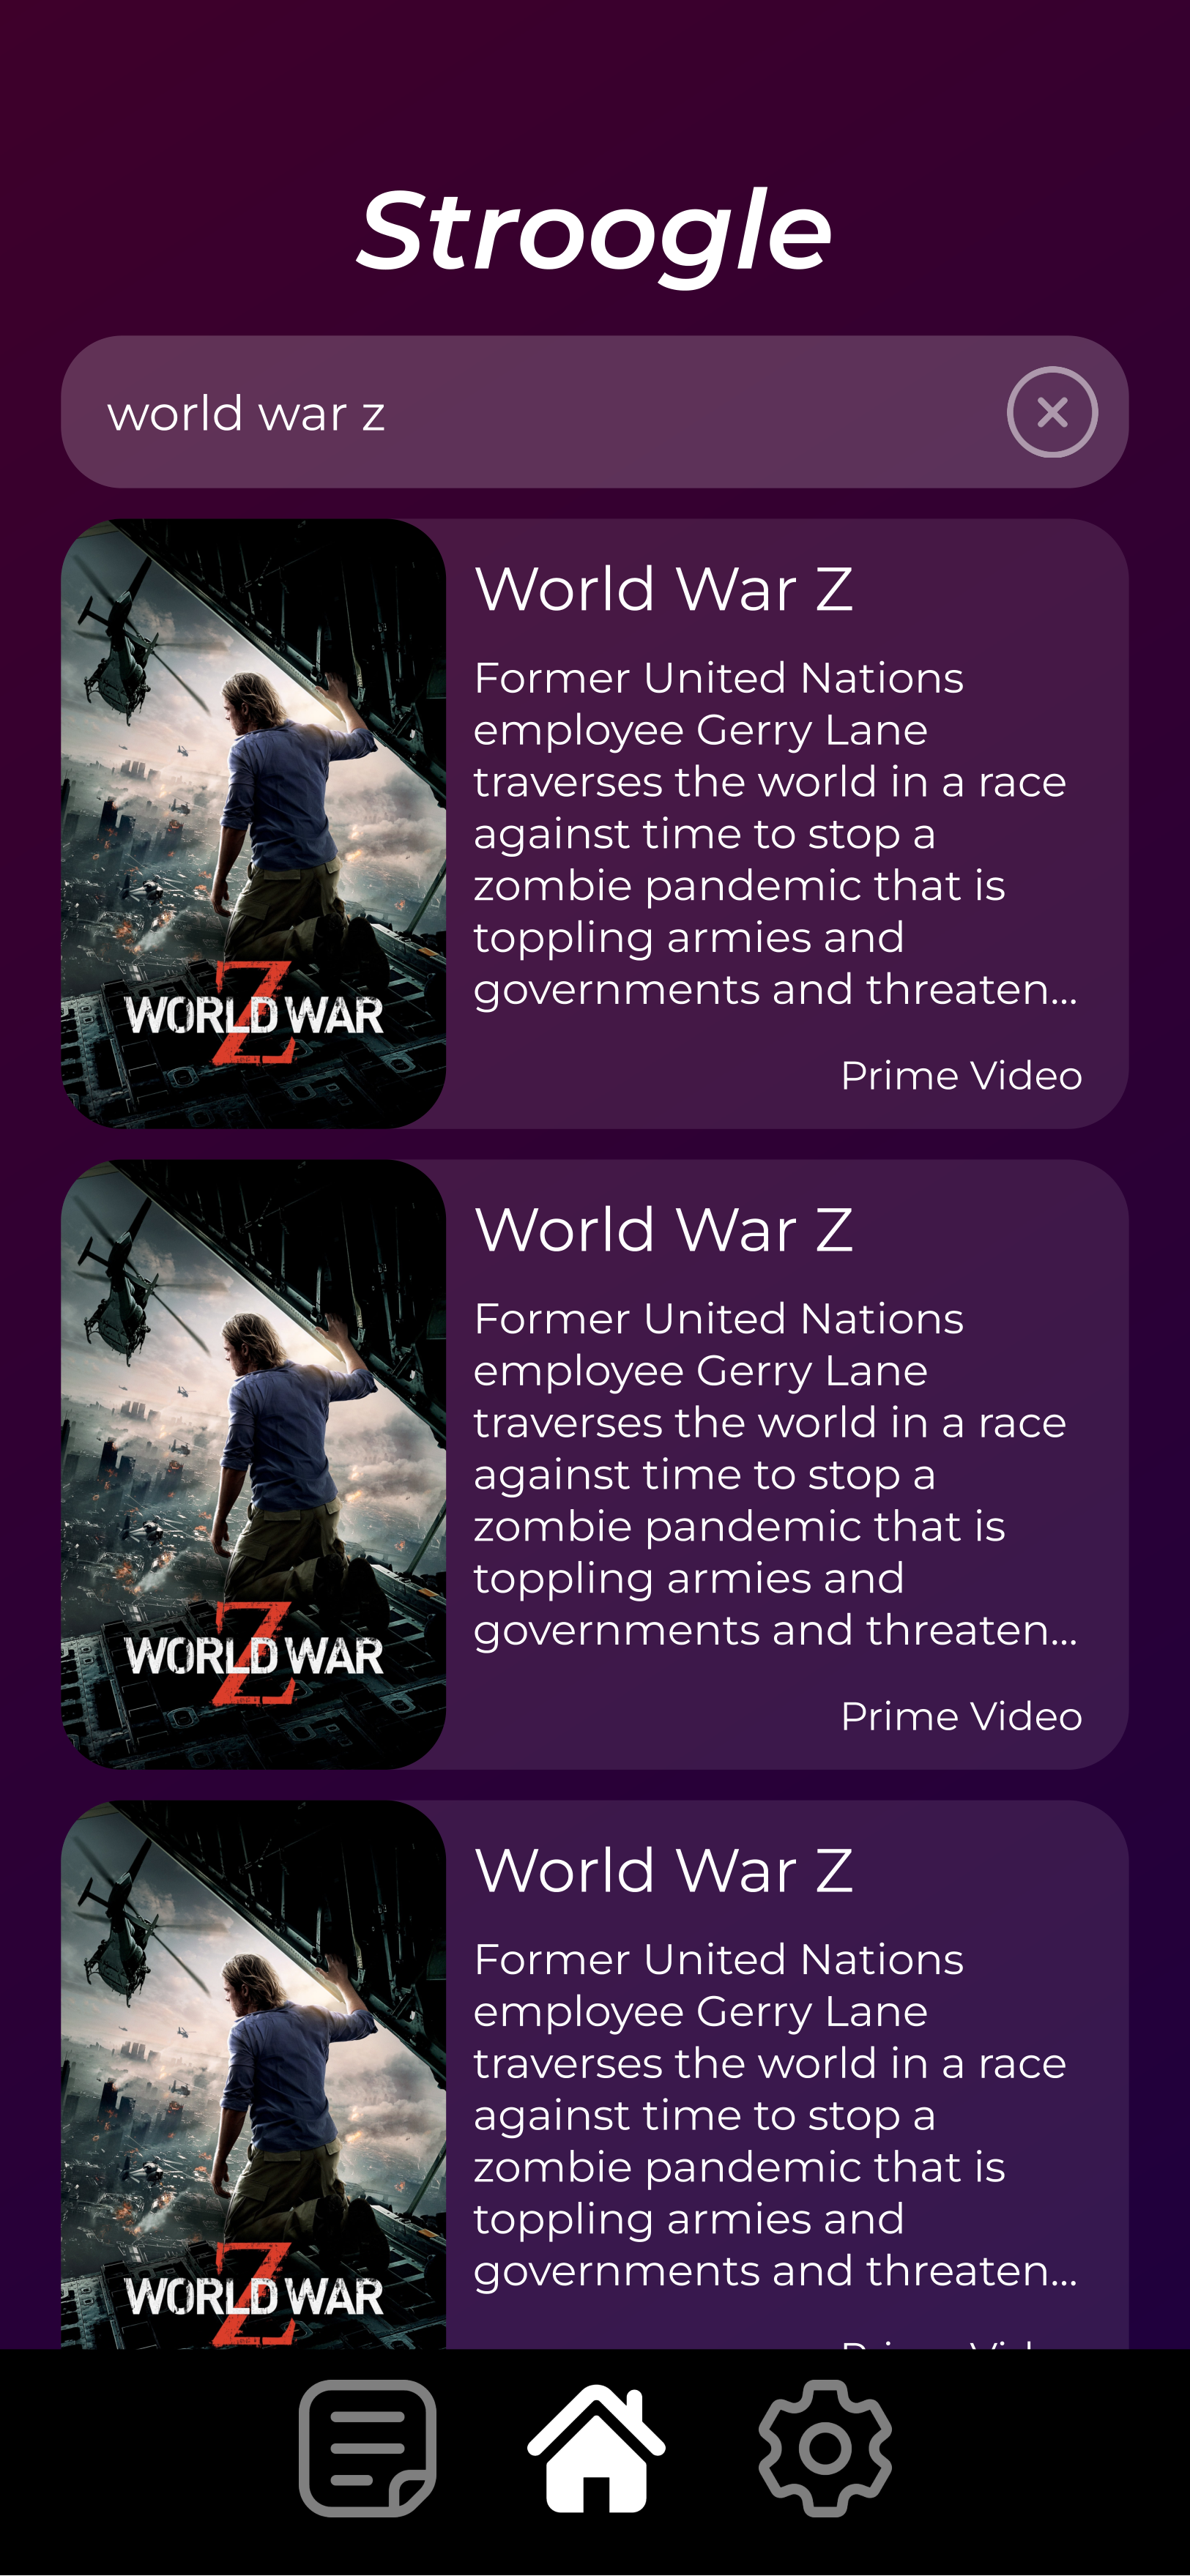 Stroogle
world war z
World War Z
Former United Nations
employee Gerry Lane
traverses the world in a race
against time to stop a
zombie pandemic that is
toppling armies and
governments and threaten...
Prime Video
Z
WORLD WAR
World War Z
Former United Nations
employee Gerry Lane
traverses the world in a race
against time to stop a
zombie pandemic that is
toppling armies and
governments and threaten...
Prime Video
Z
WORLD WAR
World War Z
Former United Nations
employee Gerry Lane
traverses the world in a race
against time to stop a
zombie pandemic that is
toppling armies and
governments and threaten...
Z
WORLD WAR